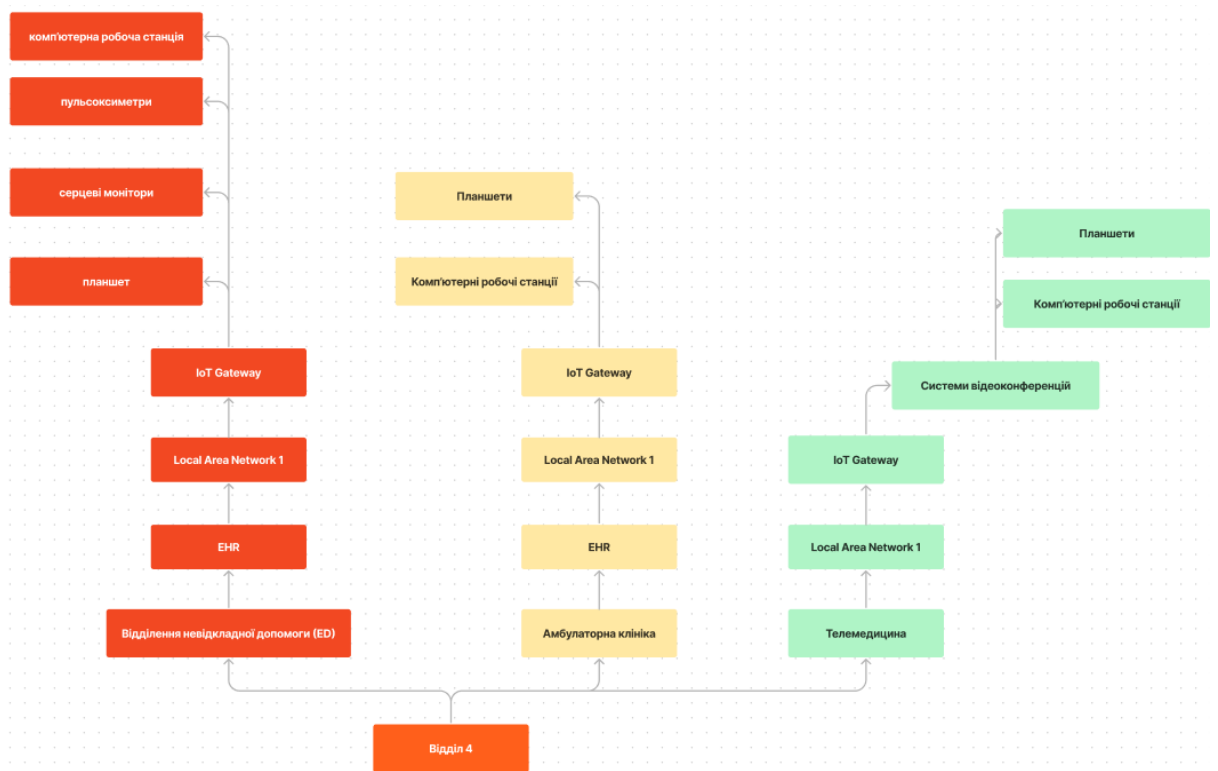 комп'ютерна робоча станція
пульсоксиметри
серцеві монітори
планшет
IoT Gateway
Local Area Network 1
EHR
Відділення невідкладної допомоги (ED)
Планшети
Комп'ютерні робочі станції
IoT Gateway
Local Area Network 1
EHR
Амбулаторна клініка
Планшети
Комп'ютерні робочі станції
Системи відеоконференцій
IoT Gateway
Local Area Network 1
Телемедицина
Відділ 4